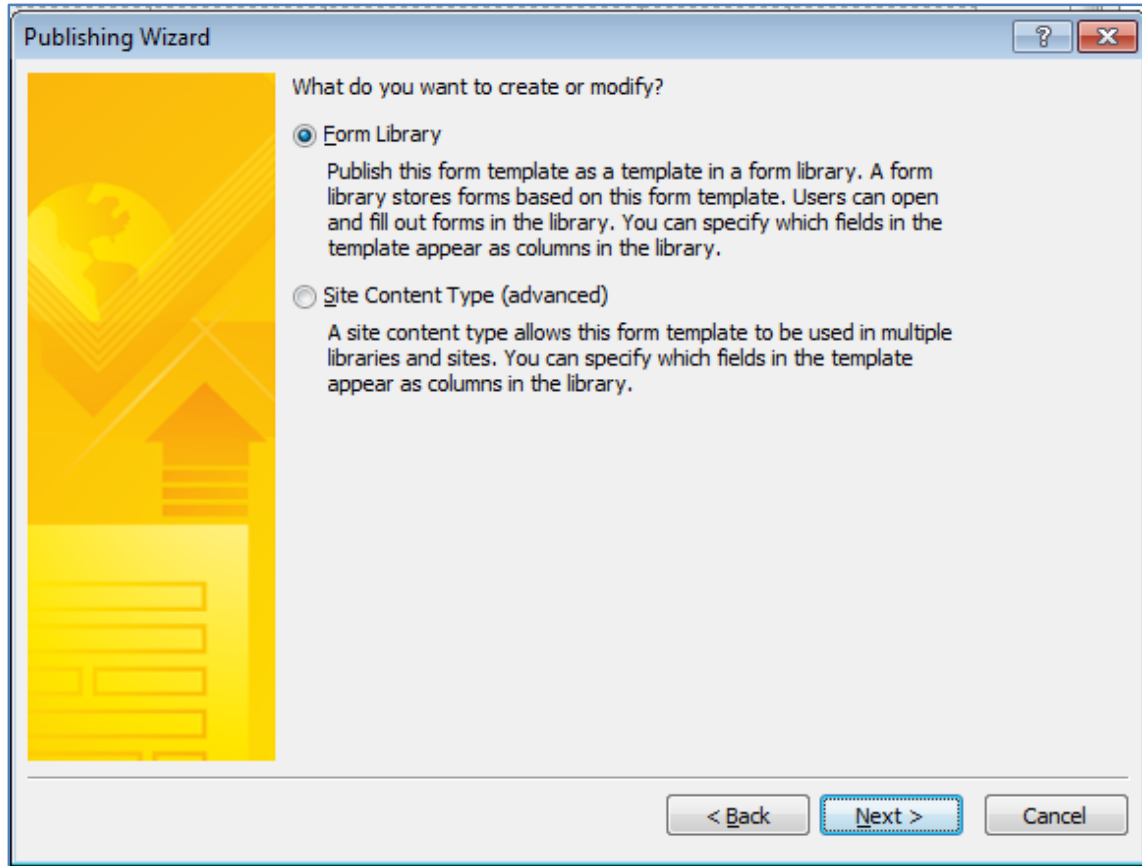 Publishing Wizard
?
X
What do you want to create or modify?
Form Library
Publish this form template as a template in a form library. A form
library stores forms based on this form template. Users can open
and fill out forms in the library. You can specify which fields in the
template appear as columns in the library.
Site Content Type (advanced)
A site content type allows this form template to be used in multiple
libraries and sites. You can specify which fields in the template
appear as columns in the library.
< Back
Next >
Cancel